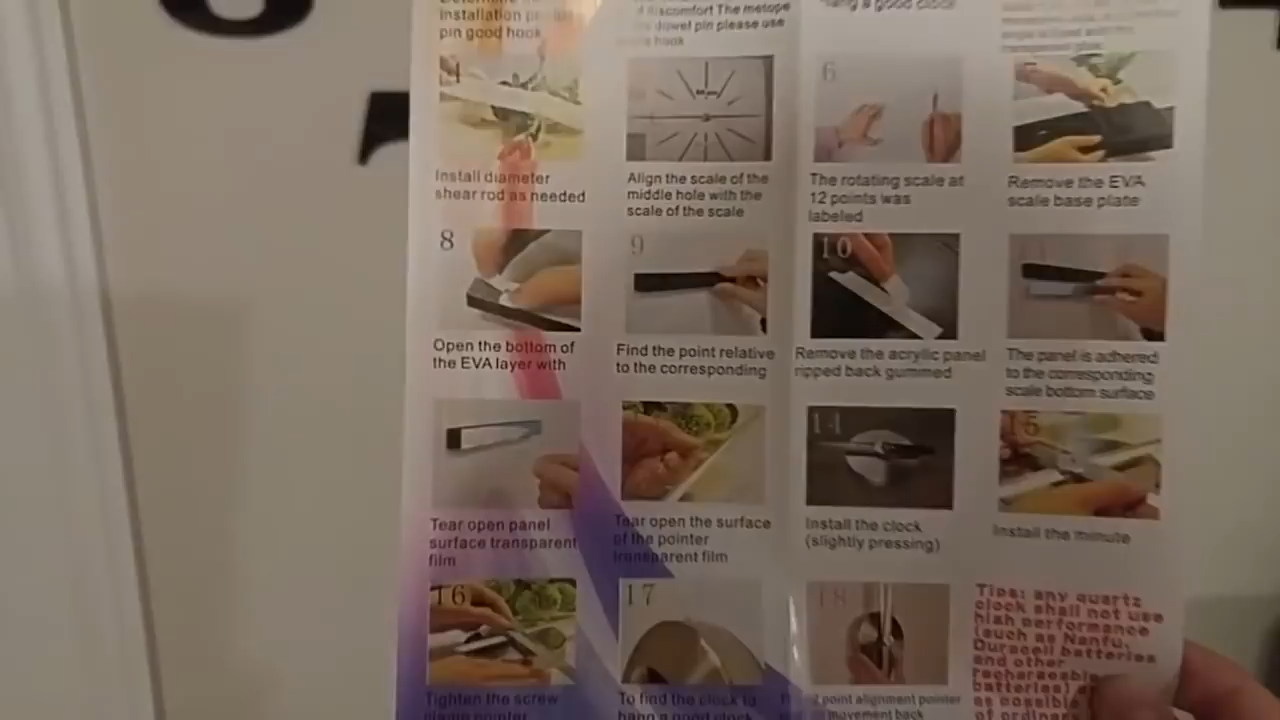 installation
pin good hook
discomfort The metope
dowel pin please use
hook
hang a good clock
4
Install diameter
shear rod as needed
Align the scale of the
middle hole with the
scale of the scale
6
The rotating scale at
12 points was
labeled
7
Remove the EVA
scale base plate
8
Open the bottom of
the EVA layer with
9
Find the point relative
to the corresponding
10
Remove the acrylic panel
ripped back gummed
The panel is adhered
to the corresponding
scale bottom surface
Tear open panel
surface transparent
film
Tear open the surface
of the pointer
transparent film
14
Install the clock
(slightly pressing)
15
Install the minute
16
Tighten the screw
clamp pointer
17
To find the clock to
hang a good clock
18
point alignment pointer
movement back
Tips: any quartz
clock shall not use
high performance
(such as Nanfu,
Duracell batteries
and other
rechargeable
batteries)
as possible
of ordinary